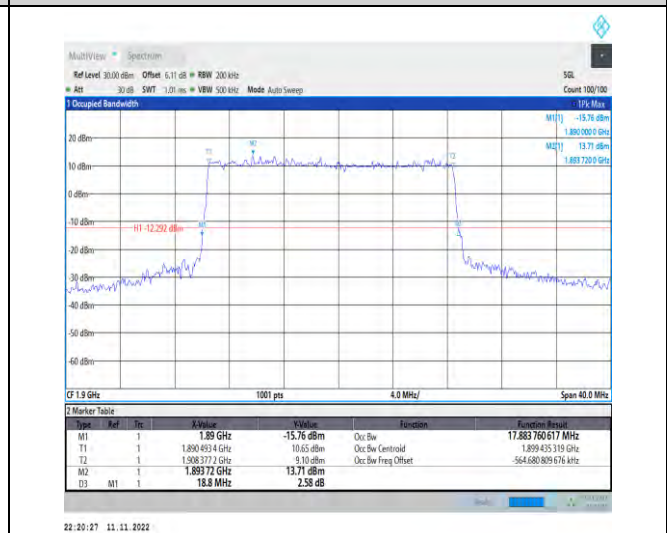 MultiView Spectrum
Ref Level 30.00 dBm Offset 6.11 dB RBW 200 kHz SGL
Att 30 dB SWT 1.01 ms VBW 500 kHz Mode Auto Sweep Count 100/100
1 Occupied Bandwidth 1Pk Max
M1[1] -15.76 dBm
1.890 000 0 GHz
M2[1] 13.71 dBm
1.893 720 0 GHz
20 dBm
M2
T1
T2
10 dBm
0 dBm
-10 dBm
H1 -12.292 dBm
M1
-20 dBm
-30 dBm
-40 dBm
-50 dBm
-60 dBm
CF 1.9 GHz 1001 pts 4.0 MHz/ Span 40.0 MHz
2 Marker Table
Type Ref Trc X-Value Y-Value Function Function Result
M1 1 1.89 GHz -15.76 dBm Occ Bw 17.883 760 617 MHz
T1 1 1.890 493 4 GHz 10.65 dBm Occ Bw Centroid 1.899 435 319 GHz
T2 1 1.908 377 2 GHz 9.10 dBm Occ Bw Freq Offset -564.680 809 676 kHz
M2 1 1.893 72 GHz 13.71 dBm
D3 M1 1 18.8 MHz 2.58 dB
22:20:27 11.11.2022